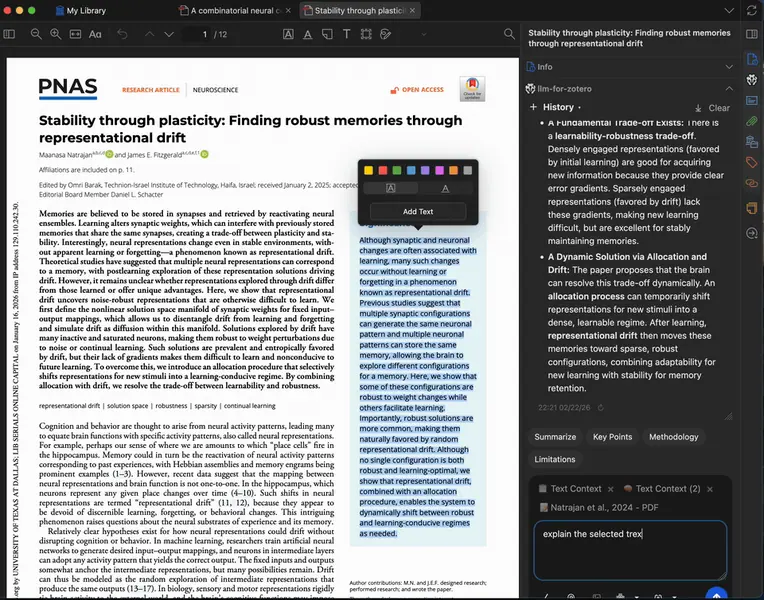 My Library
A combinatorial neural c
Stability through plastici
1 / 12
Aa
T
A
A
PNAS
RESEARCH ARTICLE | NEUROSCIENCE
OPEN ACCESS
Check for updates
Stability through plasticity: Finding robust memories through
representational drift
Maanasa Natrajan and James E. Fitzgerald
Affiliations are included on p. 11.
Edited by Omri Barak, Technion-Israel Institute of Technology, Haifa, Israel; received January 2, 2025; accepted
Editorial Board Member Daniel L. Schacter
Memories are believed to be stored in synapses and retrieved by reactivating neural
ensembles. Learning alters synaptic weights, which can interfere with previously stored
memories that share the same synapses, creating a trade-off between plasticity and sta-
bility. Interestingly, neural representations change even in stable environments, with-
out apparent learning or forgetting—a phenomenon known as representational drift.
Theoretical studies have suggested that multiple neural representations can correspond
to a memory, with postlearning exploration of these representation solutions driving
drift. However, it remains unclear whether representations explored through drift differ
from those learned or offer unique advantages. Here, we show that representational
drift uncovers noise-robust representations that are otherwise difficult to learn. We
first define the nonlinear solution space manifold of synaptic weights for fixed input–
output mappings, which allows us to disentangle drift from learning and forgetting
and simulate drift as diffusion within this manifold. Solutions explored by drift have
many inactive and saturated neurons, making them robust to weight perturbations due
to noise or continual learning. Such solutions are prevalent and entropically favored
by drift, but their lack of gradients makes them difficult to learn and nonconducive to
future learning. To overcome this, we introduce an allocation procedure that selectively
shifts representations for new stimuli into a learning-conducive regime. By combining
allocation with drift, we resolve the trade-off between learnability and robustness.
representational drift | solution space | robustness | sparsity | continual learning
Cognition and behavior are thought to arise from neural activity patterns, leading many
to equate brain functions with specific activity patterns, also called neural representations.
For example, perhaps our sense of where we are amounts to which “place cells” fire in
the hippocampus. Memory could in turn be the reactivation of neural activity patterns
corresponding to past experiences, with Hebbian assemblies and memory engrams being
prominent examples (1–3). However, recent data suggest that the mapping between
neural representations and brain function is not one-to-one. In the hippocampus, which
neurons represent any given place changes over time (4–10). Such shifts in neural
representations are termed “representational drift” (11, 12), because they appear to
be devoid of discernible learning, forgetting, or behavioral changes. This intriguing
phenomenon raises questions about the neural substrates of experience and its memory.
Relatively clear hypotheses exist for how neural representations could drift without
disrupting cognition or behavior. In machine learning, researchers train artificial neural
networks to generate desired input–output mappings, and neurons in intermediate layers
can adopt any activity pattern that yields the correct output. The fixed inputs and outputs
somewhat anchor the intermediate representations, but many possibilities remain. Drift
can thus be modeled as the random exploration of intermediate representations that
produce the same outputs (13–17). In biology, sensory and motor representations
Add Text
Significance
Although synaptic and neuronal
changes are often associated with
learning, many such changes
occur without learning or
forgetting in a phenomenon
known as representational drift.
Previous studies suggest that
multiple synaptic configurations
can generate the same neuronal
pattern and multiple neuronal
patterns can store the same
memory, allowing the brain to
explore different configurations
for a memory. Here, we show that
some of these configurations are
robust to weight changes while
others facilitate learning.
Importantly, robust solutions are
more common, making them
naturally favored by random
representational drift. Although
no single configuration is both
robust and learning-optimal, we
show that representational drift,
combined with an allocation
procedure, enables the system to
dynamically shift between robust
and learning-conducive regimes
as needed.
Author contributions: M.N. and J.E.F. designed research;
performed research; and wrote the paper.
.org by UNIVERSITY OF TEXAS AT DALLAS; LIB SERIALS ONLINE CAPITAL on January 16, 2026 from IP address 129.110.242.30.
Stability through plasticity: Finding robust memories
through representational drift
Info
llm-for-zotero
+ History
Clear
• A Fundamental Trade-off Exists: There is
a learnability-robustness trade-off.
Densely engaged representations (favored
by initial learning) are good for acquiring
new information because they provide clear
error gradients. Sparsely engaged
representations (favored by drift) lack
these gradients, making new learning
difficult, but are excellent for stably
maintaining memories.
• A Dynamic Solution via Allocation and
Drift: The paper proposes that the brain
can resolve this trade-off dynamically. An
allocation process can temporarily shift
representations for new stimuli into a
dense, learnable regime. After learning,
representational drift then moves these
memories toward sparse, robust
configurations, combining adaptability for
new learning with stability for memory
retention.
22:21 02/22/26
Summarize
Key Points
Methodology
Limitations
Text Context
Text Context (2)
Natrajan et al., 2024 - PDF
explain the selected trex